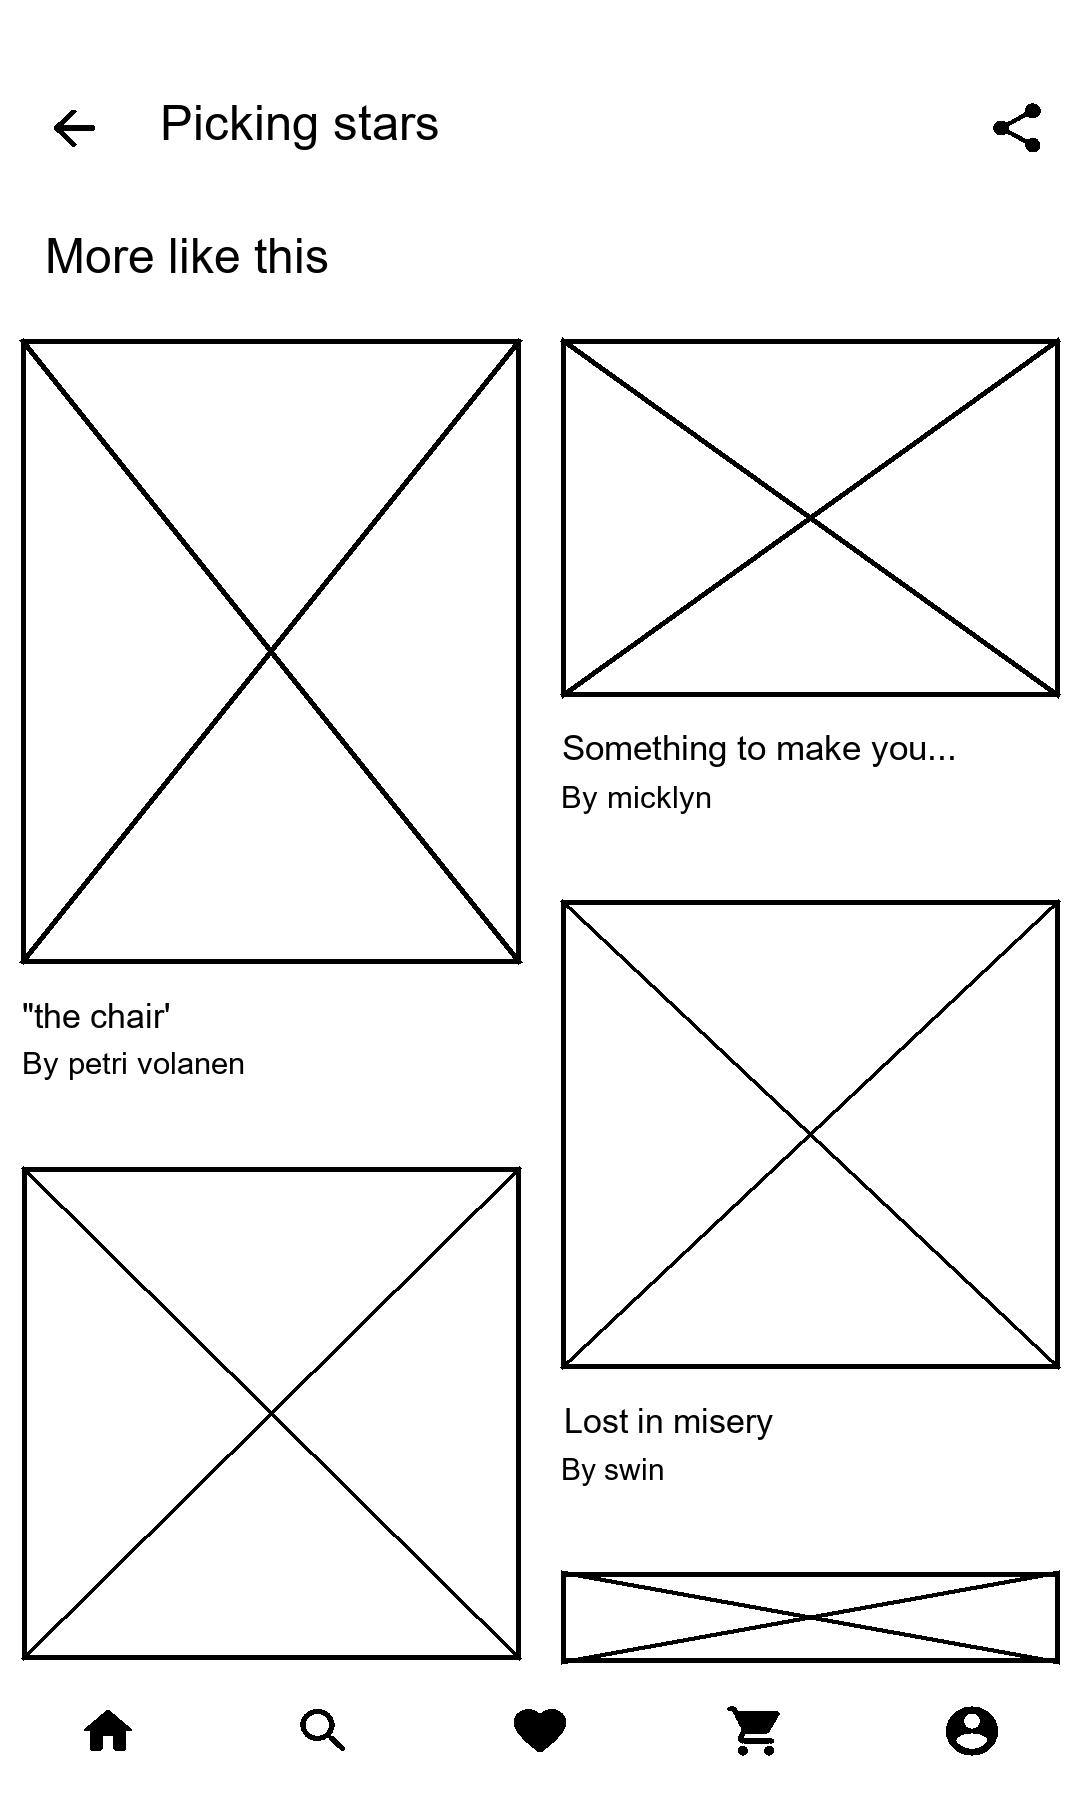 Picking stars
More like this
"the chair'
By petri volanen
Something to make you...
By micklyn
Lost in misery
By swin